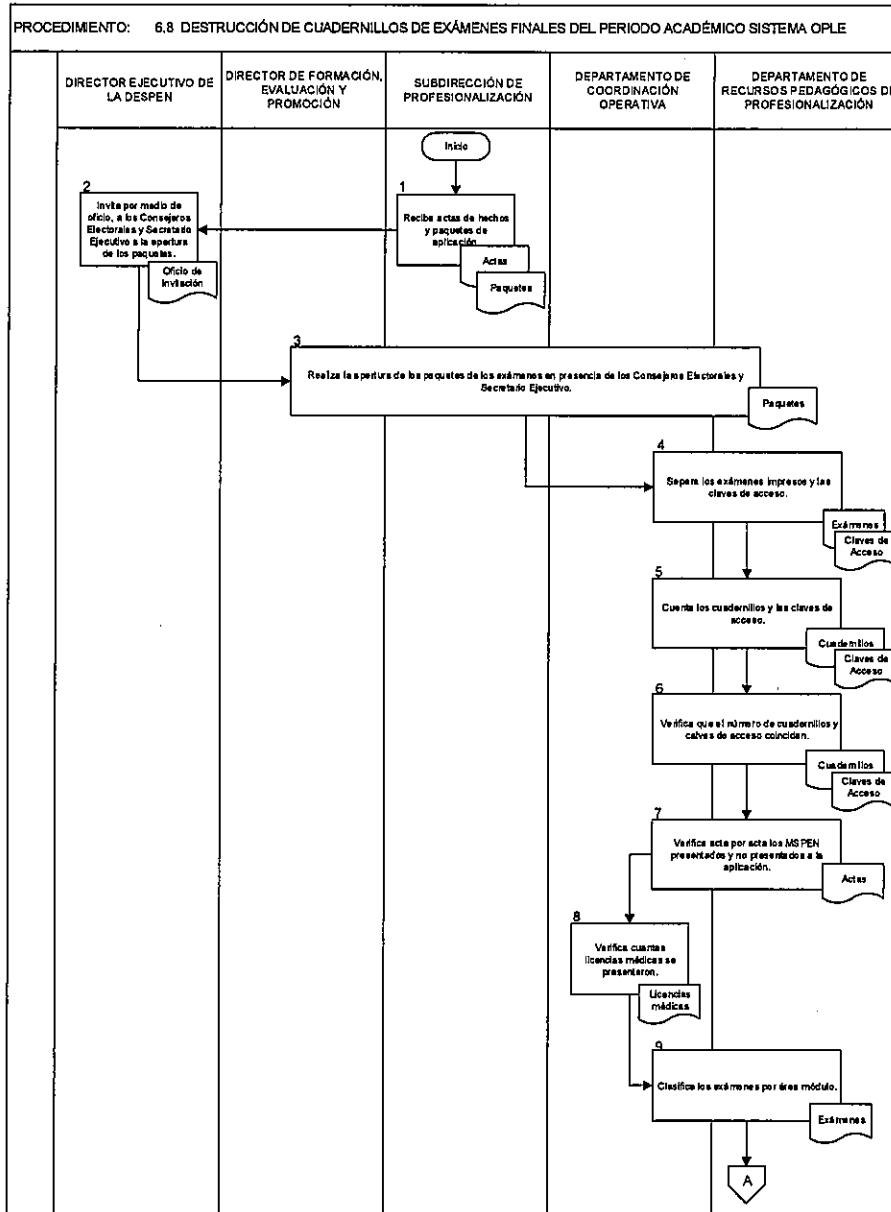 PROCEDIMIENTO: 6.8 DESTRUCCIÓN DE CUADERNILLOS DE EXÁMENES FINALES DEL PERIODO ACADÉMICO SISTEMA OPLE
DIRECTOR EJECUTIVO DE
LA DESPEN
DIRECTOR DE FORMACIÓN,
EVALUACIÓN Y
PROMOCIÓN
SUBDIRECCIÓN DE
PROFESIONALIZACIÓN
DEPARTAMENTO DE
COORDINACIÓN
OPERATIVA
DEPARTAMENTO DE
RECURSOS PEDAGÓGICOS DE
PROFESIONALIZACIÓN
Inicio
1
Recibe actas de hechos
y paquetes de
aplicación
Actas
Paquetes
2
Invita por medio de
oficio, a los Consejeros
Electorales y Secretario
Ejecutivo a la apertura
de los paquetes.
Oficio de
Invitación
3
Realiza la apertura de los paquetes de los exámenes en presencia de los Consejeros Electorales y
Secretario Ejecutivo.
Paquetes
4
Separa los exámenes impresos y las
claves de acceso.
Exámenes
Claves de
Acceso
5
Cuenta los cuadernillos y las claves de
acceso.
Cuadernillos
Claves de
Acceso
6
Verifica que el número de cuadernillos y
calves de acceso coincidan.
Cuadernillos
Claves de
Acceso
7
Verifica acta por acta los MSPEN
presentados y no presentados a la
aplicación.
Actas
8
Verifica cuantas
licencias médicas se
presentaron.
Licencias
médicas
9
Clasifica los exámenes por área módulo.
Exámenes
A